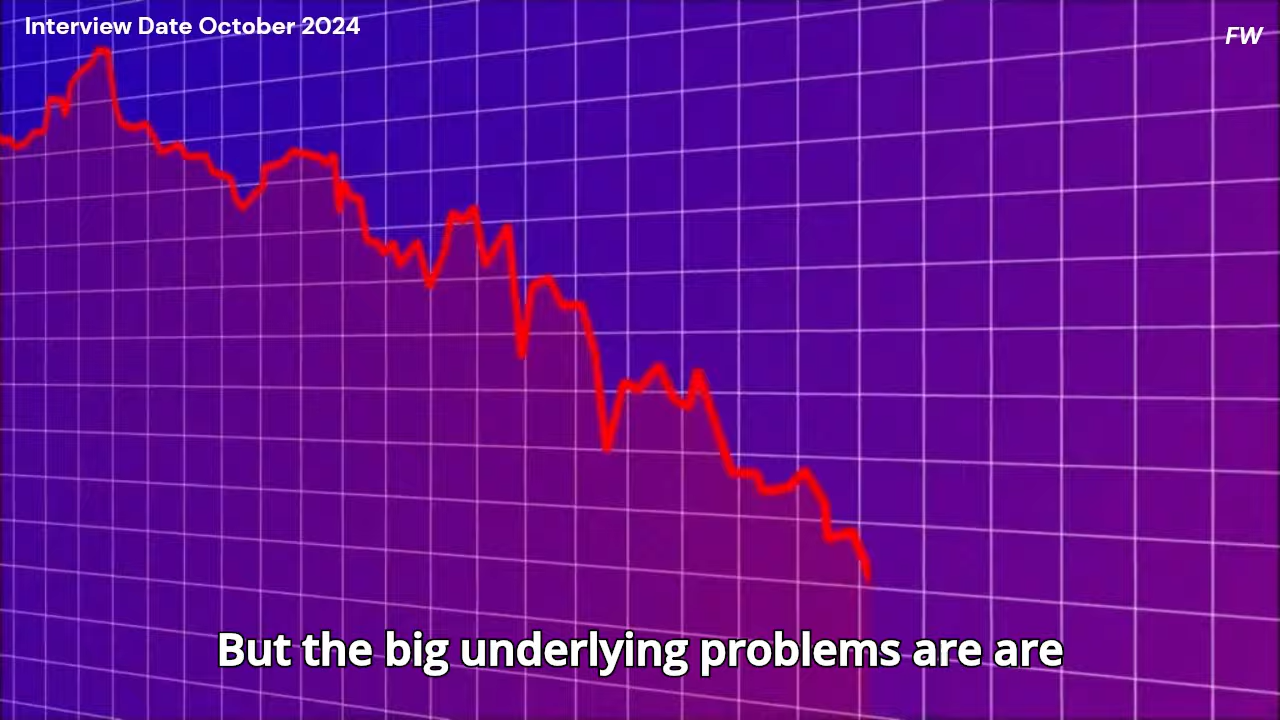 Interview Date October 2024
FW
But the big underlying problems are are